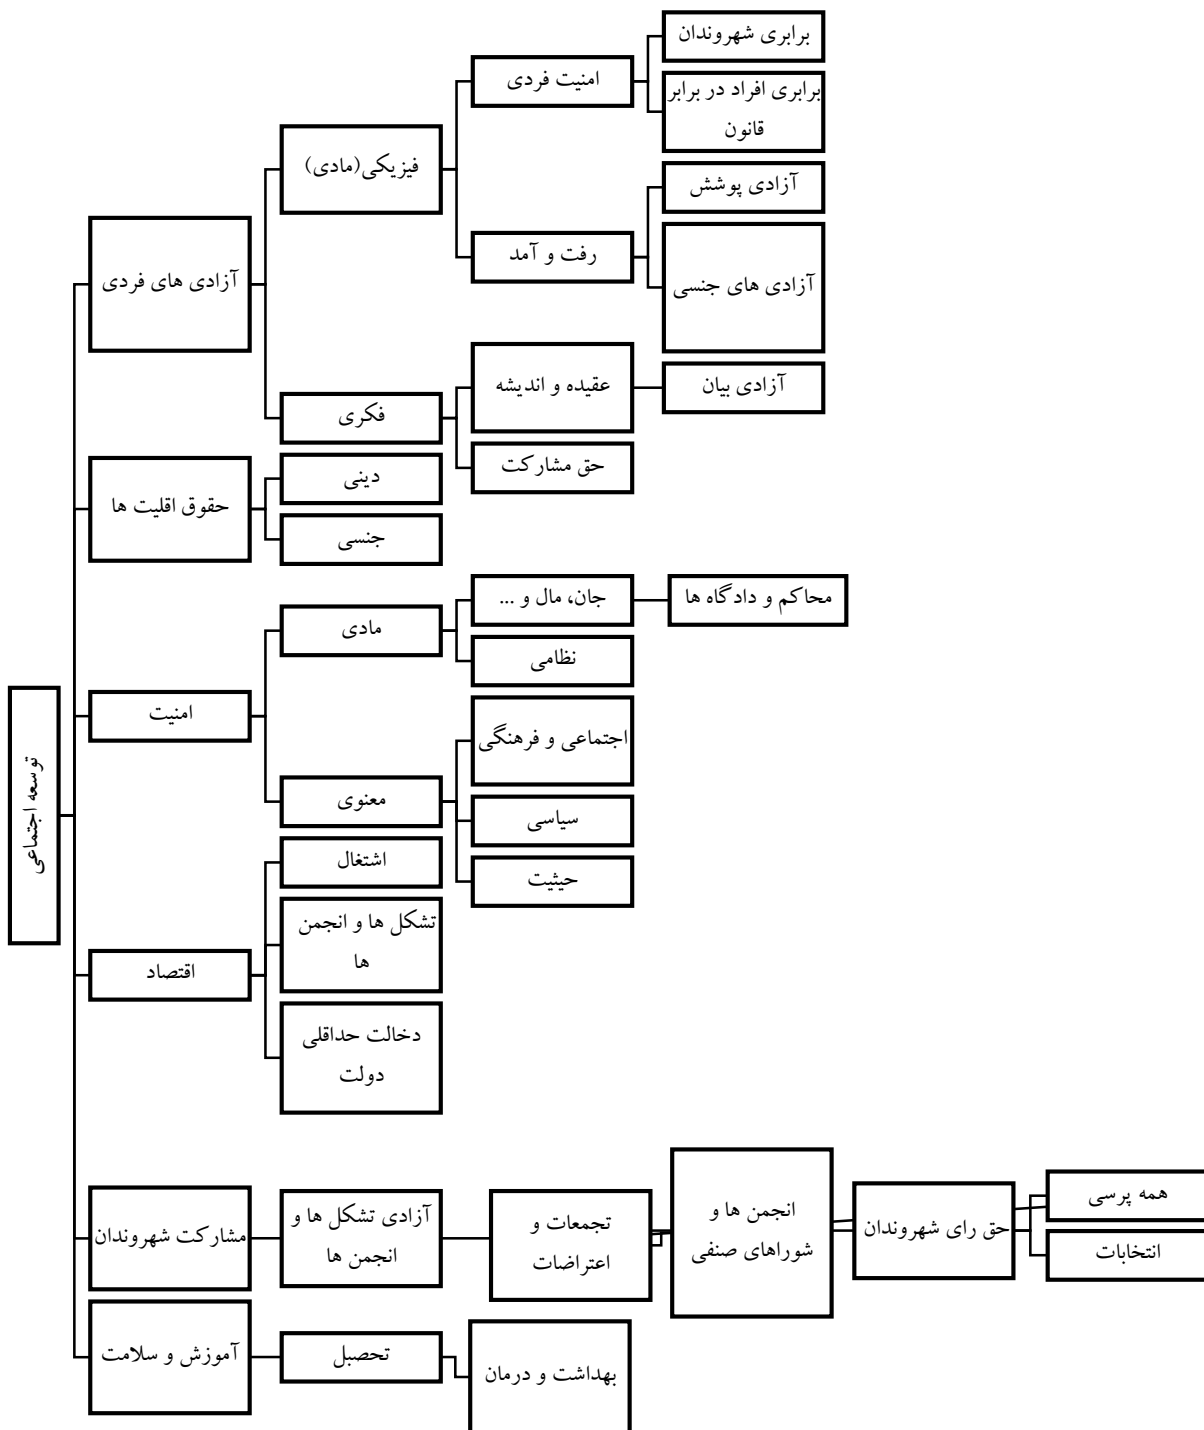 توسعه اجتماعی
آزادی های فردی
فیزیکی(مادی)
امنیت فردی
برابری شهروندان
برابری افراد در برابر
قانون
رفت و آمد
آزادی پوشش
آزادی های جنسی
فکری
عقیده و اندیشه
آزادی بیان
حق مشارکت
حقوق اقلیت ها
دینی
جنسی
امنیت
مادی
جان، مال و ...
محاکم و دادگاه ها
نظامی
معنوی
اجتماعی و فرهنگی
سیاسی
حیثیت
اقتصاد
اشتغال
تشکل ها و انجمن
ها
دخالت حداقلی
دولت
مشارکت شهروندان
آزادی تشکل ها و
انجمن ها
تجمعات و
اعتراضات
انجمن ها و
شوراهای صنفی
حق رای شهروندان
همه پرسی
انتخابات
آموزش و سلامت
تحصبل
بهداشت و درمان